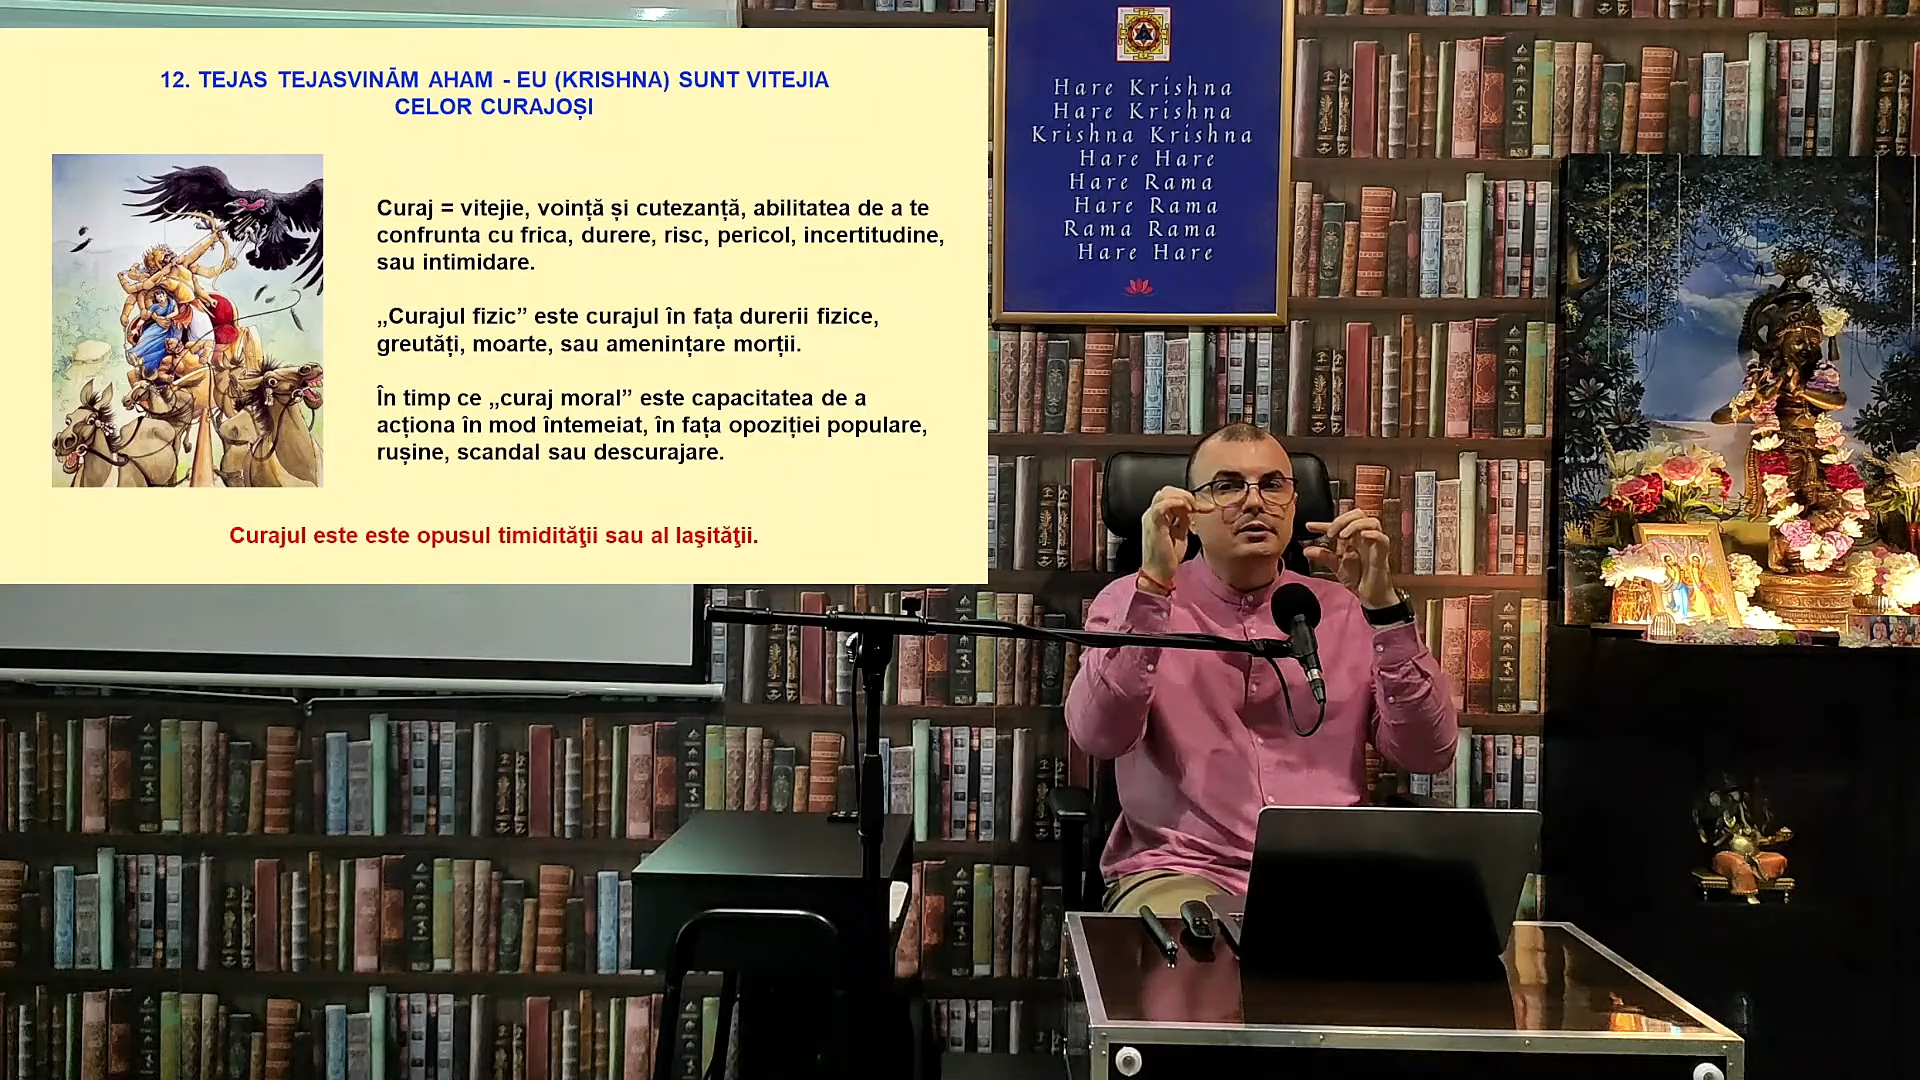 12. TEJAS TEJASVINĀM AHAM - EU (KRISHNA) SUNT VITEJIA
CELOR CURAJOȘI
Curaj = vitejie, voință și cutezanță, abilitatea de a te
confrunta cu frica, durere, risc, pericol, incertitudine,
sau intimidare.
„Curajul fizic” este curajul în fața durerii fizice,
greutăți, moarte, sau amenințare morții.
În timp ce „curaj moral” este capacitatea de a
acționa în mod întemeiat, în fața opoziției populare,
rușine, scandal sau descurajare.
Curajul este este opusul timidităţii sau al laşităţii.
Hare Krishna
Hare Krishna
Krishna Krishna
Hare Hare
Hare Rama
Hare Rama
Rama Rama
Hare Hare